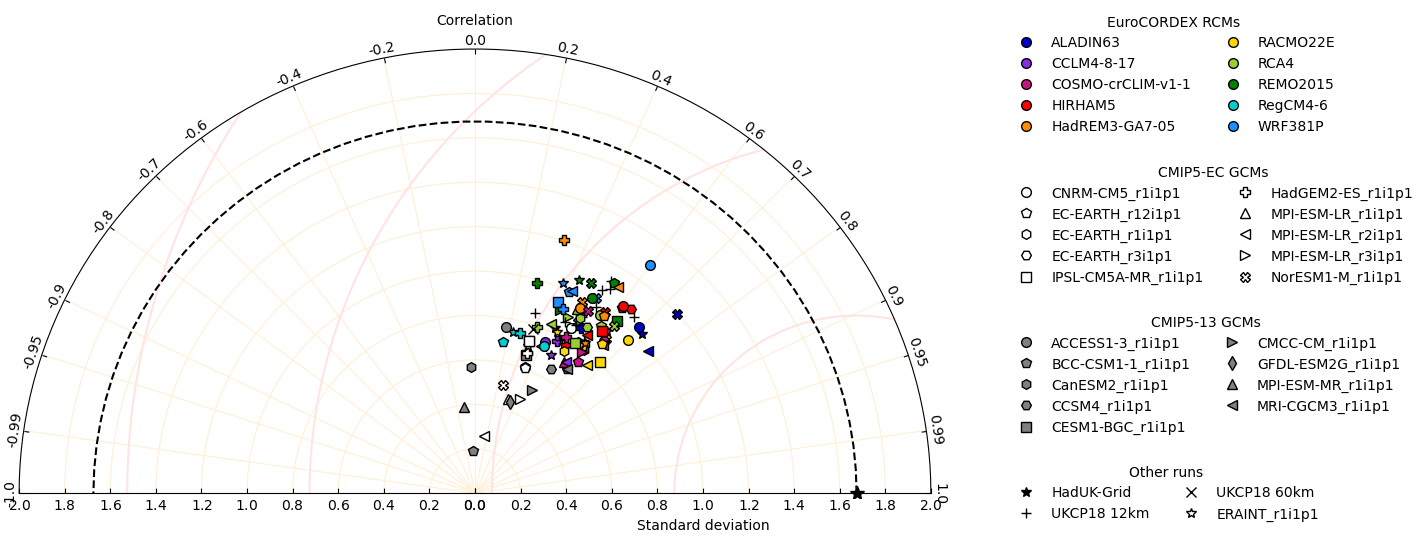 Correlation
-1.0
-0.99
-0.95
-0.9
-0.8
-0.7
-0.6
-0.4
-0.2
0.0
0.2
0.4
0.6
0.7
0.8
0.9
0.95
0.99
1.0
2.0 1.8 1.6 1.4 1.2 1.0 0.8 0.6 0.4 0.2 0.0 0.2 0.4 0.6 0.8 1.0 1.2 1.4 1.6 1.8 2.0
Standard deviation
EuroCORDEX RCMs
ALADIN63 RACMO22E
CCLM4-8-17 RCA4
COSMO-crCLIM-v1-1 REMO2015
HIRHAM5 RegCM4-6
HadREM3-GA7-05 WRF381P
CMIP5-EC GCMs
CNRM-CM5_r1i1p1 HadGEM2-ES_r1i1p1
EC-EARTH_r12i1p1 MPI-ESM-LR_r1i1p1
EC-EARTH_r1i1p1 MPI-ESM-LR_r2i1p1
EC-EARTH_r3i1p1 MPI-ESM-LR_r3i1p1
IPSL-CM5A-MR_r1i1p1 NorESM1-M_r1i1p1
CMIP5-13 GCMs
ACCESS1-3_r1i1p1 CMCC-CM_r1i1p1
BCC-CSM1-1_r1i1p1 GFDL-ESM2G_r1i1p1
CanESM2_r1i1p1 MPI-ESM-MR_r1i1p1
CCSM4_r1i1p1 MRI-CGCM3_r1i1p1
CESM1-BGC_r1i1p1
Other runs
HadUK-Grid UKCP18 60km
UKCP18 12km ERAINT_r1i1p1